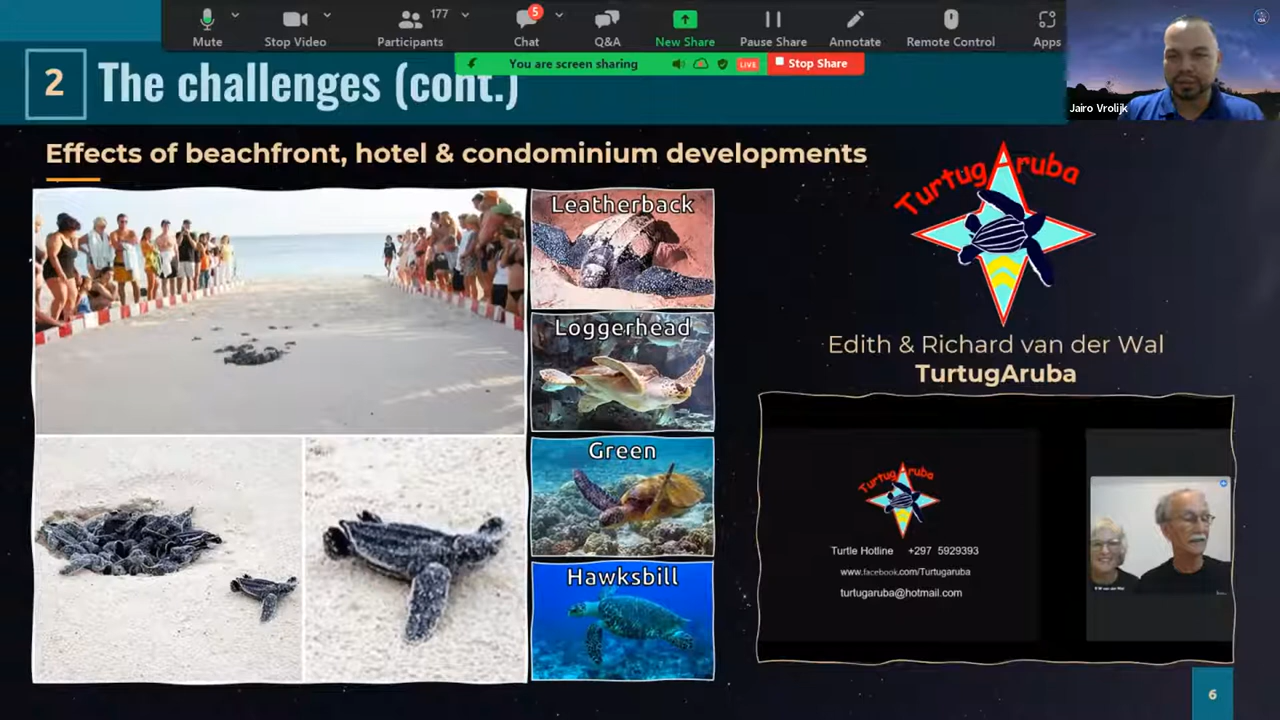 Mute
Stop Video
177
Participants
5
Chat
Q&A
New Share
Pause Share
Annotate
Remote Control
Apps
You are screen sharing
LIVE
Stop Share
Jairo Vrolijk
2
The challenges (cont.)
Effects of beachfront, hotel & condominium developments
Leatherback
Loggerhead
Green
Hawksbill
TurtugAruba
Edith & Richard van der Wal
TurtugAruba
TurtugAruba
Turtle Hotline +297 5929393
www.facebook.com/Turtugaruba
turtugaruba@hotmail.com
6